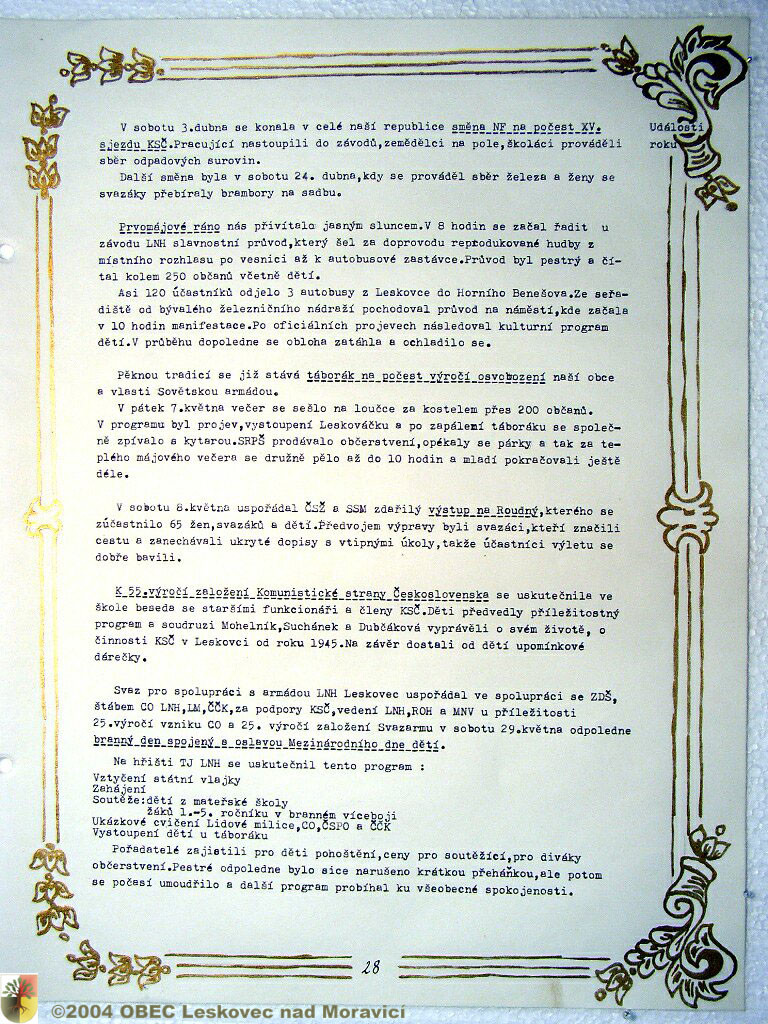 V sobotu 3.dubna se konala v celé naší republice směna NF na počest XV.
sjezdu KSČ.Pracující nastoupili do závodů,zemědělci na pole,školáci prováděli
sběr odpadových surovin.
Další směna byla v sobotu 24. dubna,kdy se prováděl sběr železa a ženy se
svazáky přebíraly brambory na sadbu.
Události
roku
Prvomájové ráno nás přivítalo jasným sluncem.V 8 hodin se začal řadit u
závodu LNH slavnostní průvod,který šel za doprovodu reprodukované hudby z
místního rozhlasu po vesnici až k autobusové zastávce.Průvod byl pestrý a čí-
tal kolem 250 občanů včetně dětí.
Asi 120 účastníků odjelo 3 autobusy z Leskovce do Horního Benešova.Ze seřa-
diště od bývalého železničního nádraží pochodoval průvod na náměstí,kde začala
v 10 hodin manifestace.Po oficiálních projevech následoval kulturní program
dětí.V průběhu dopoledne se obloha zatáhla a ochladilo se.
Pěknou tradicí se již stává táborák na počest výročí osvobození naší obce
a vlasti Sovětskou armádou.
V pátek 7.května večer se sešlo na loučce za kostelem přes 200 občanů.
V programu byl projev,vystoupení Leskováčku a po zapálení táboráku se společ-
ně zpívalo s kytarou.SRPŠ prodávalo občerstvení,opékaly se párky a tak za te-
plého májového večera se družně pělo až do 10 hodin a mladí pokračovali ještě
déle.
V sobotu 8.května uspořádal ČSŽ a SSM zdařilý výstup na Roudný,kterého se
zúčastnilo 65 žen,svazáků a dětí.Předvojem výpravy byli svazáci,kteří značili
cestu a zanechávali ukryté dopisy s vtipnými úkoly,takže účastníci výletu se
dobře bavili.
K 55.výročí založení Komunistické strany Československa se uskutečnila ve
škole beseda se staršími funkcionáři a členy KSČ.Děti předvedly příležitostný
program a soudruzi Mohelník,Suchánek a Dubčáková vyprávěli o svém životě, o
činnosti KSČ v Leskovci od roku 1945.Na závěr dostali od dětí upomínkové
dárečky.
Svaz pro spolupráci s armádou LNH Leskovec uspořádal ve spolupráci se ZDŠ,
štábem CO LNH,LM,ČČK,za podpory KSČ,vedení LNH,ROH a MNV u příležitosti
25.výročí vzniku CO a 25. výročí založení Svazarmu v sobotu 29.května odpoledne
branný den spojený s oslavou Mezinárodního dne dětí.
Na hřišti TJ LNH se uskutečnil tento program :
Vztyčení státní vlajky
Zahájení
Soutěže:dětí z mateřské školy
žáků 1.-5. ročníku v branném víceboji
Ukázkové cvičení Lidové milice,CO,ČSPO a ČČK
Vystoupení dětí u táboráku
Pořadatelé zajistili pro děti pohoštění,ceny pro soutěžící,pro diváky
občerstvení.Pestré odpoledne bylo sice narušeno krátkou přeháňkou,ale potom
se počasí umoudřilo a další program probíhal ku všeobecné spokojenosti.
28
©2004 OBEC Leskovec nad Moravicí